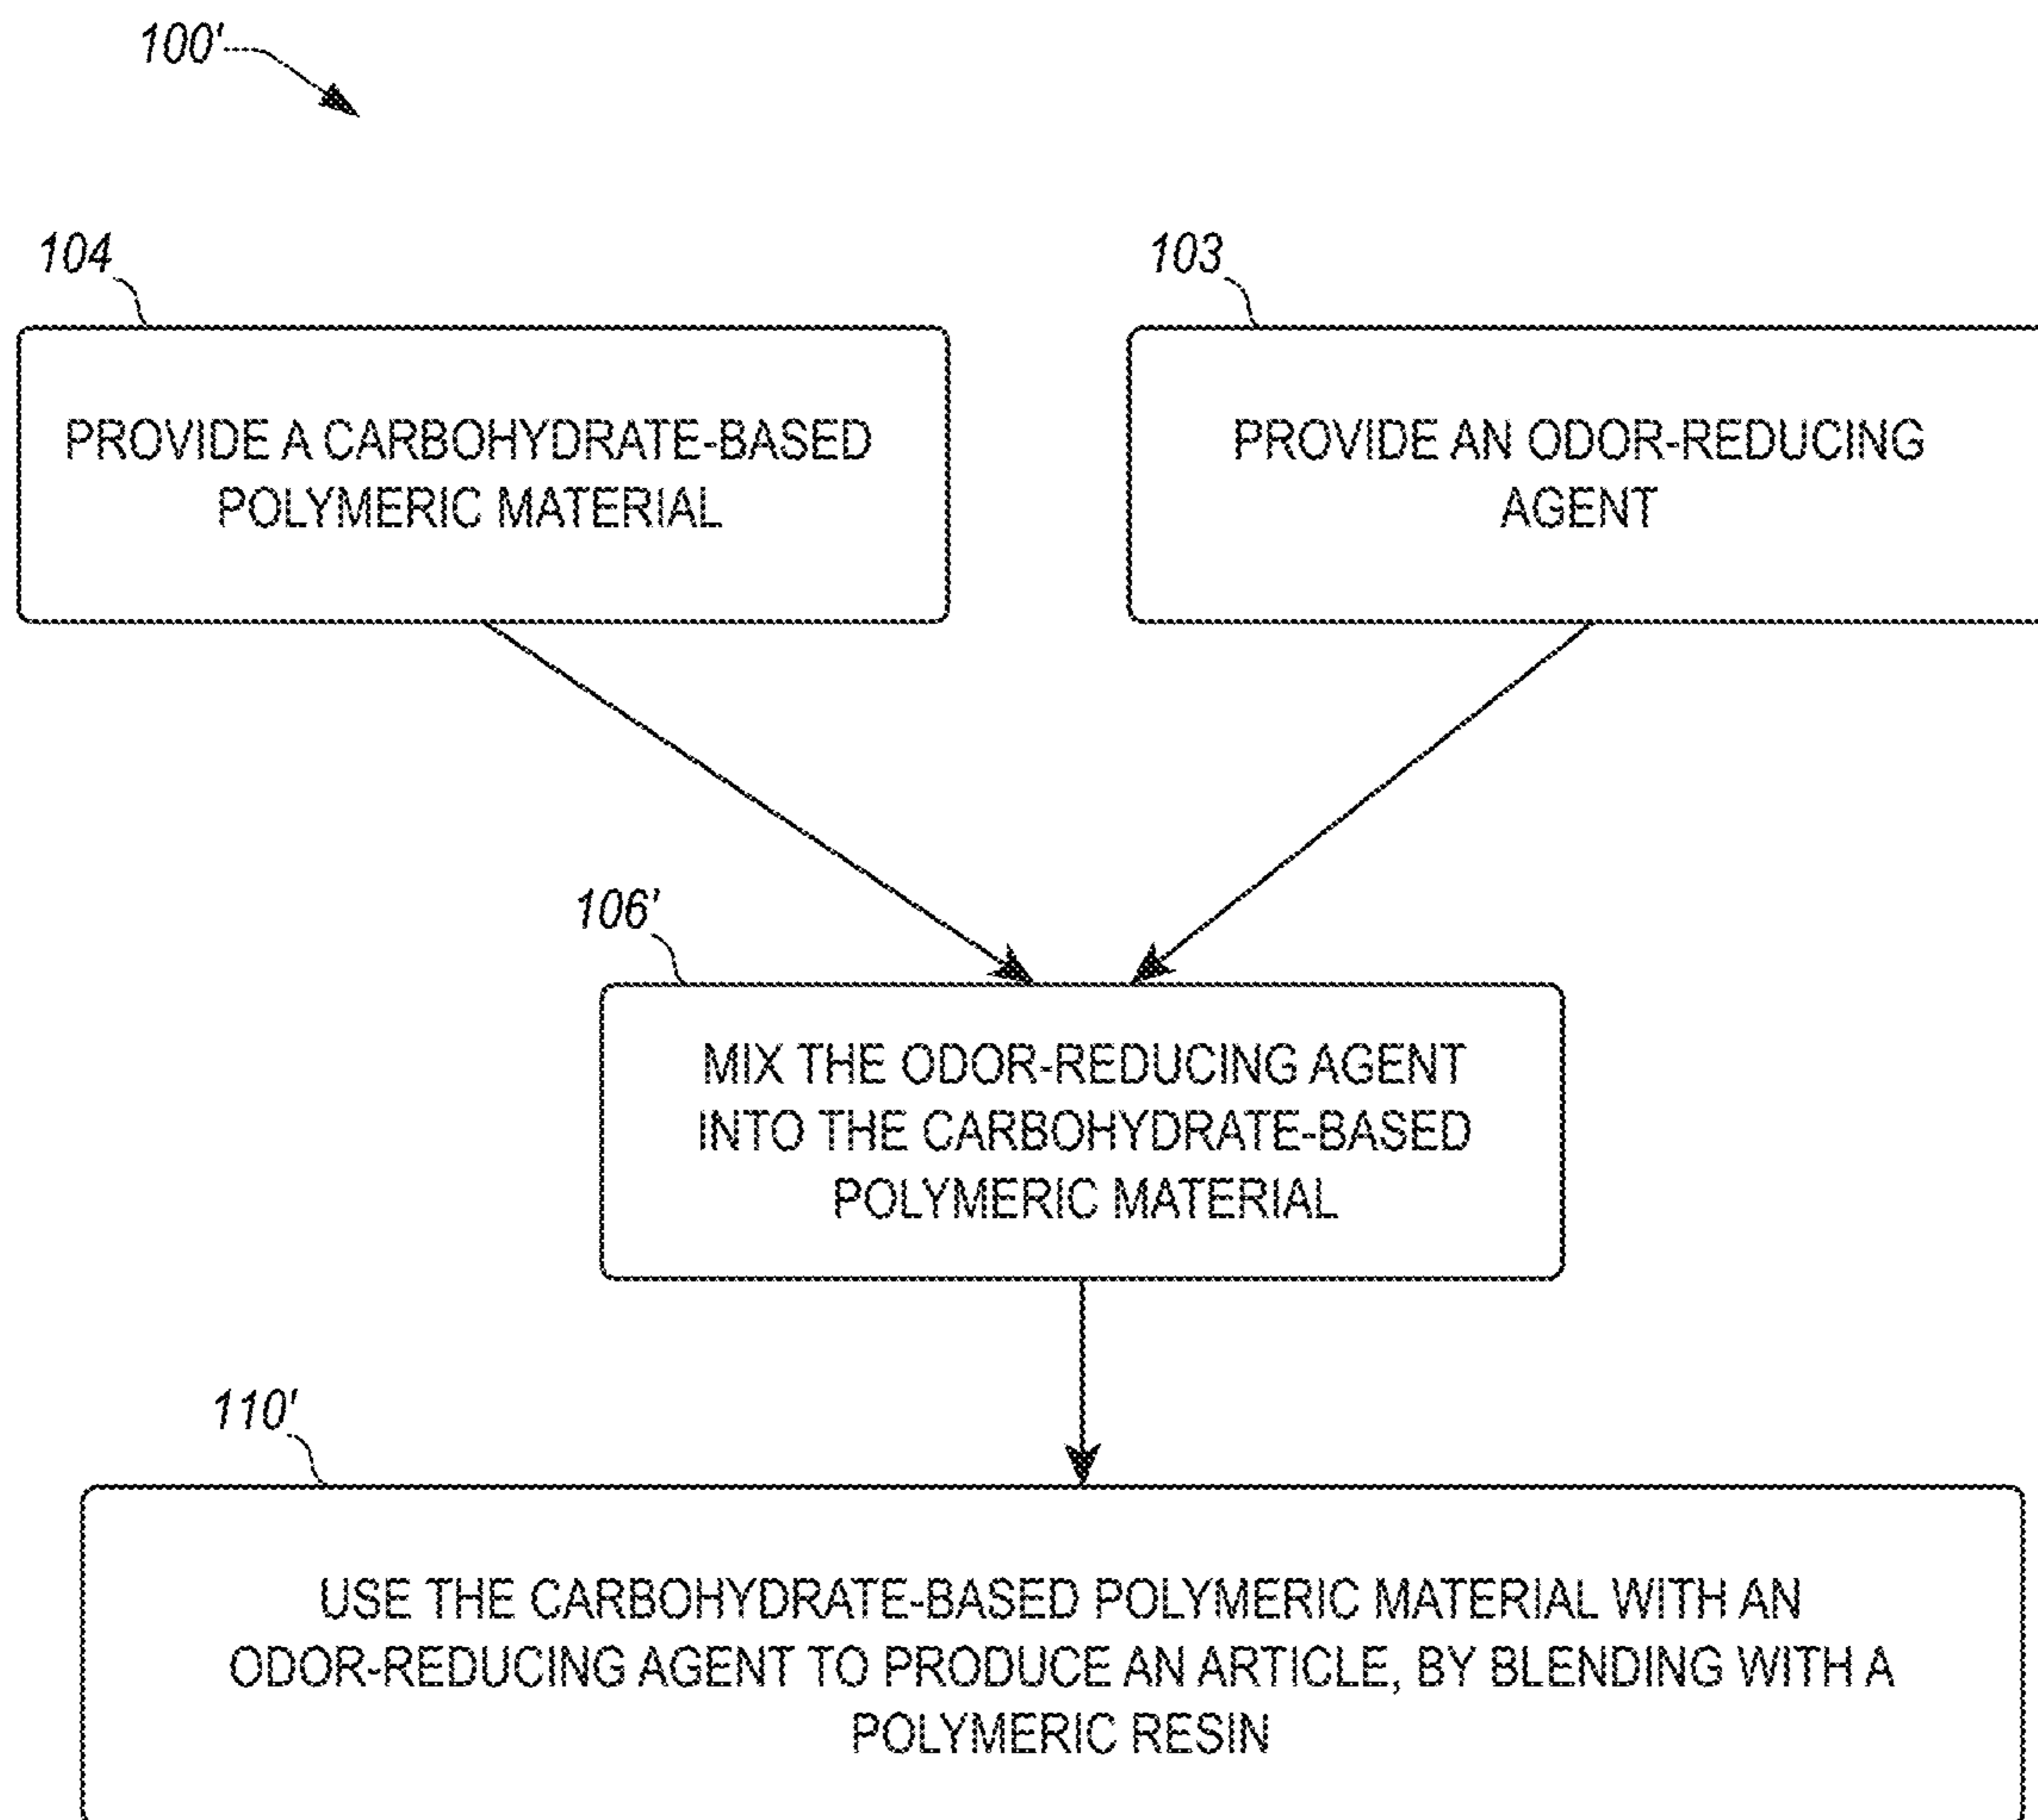 100'
104
103
PROVIDE A CARBOHYDRATE-BASED
POLYMERIC MATERIAL
PROVIDE AN ODOR-REDUCING
AGENT
106'
MIX THE ODOR-REDUCING AGENT
INTO THE CARBOHYDRATE-BASED
POLYMERIC MATERIAL
110'
USE THE CARBOHYDRATE-BASED POLYMERIC MATERIAL WITH AN
ODOR-REDUCING AGENT TO PRODUCE AN ARTICLE, BY BLENDING WITH A
POLYMERIC RESIN